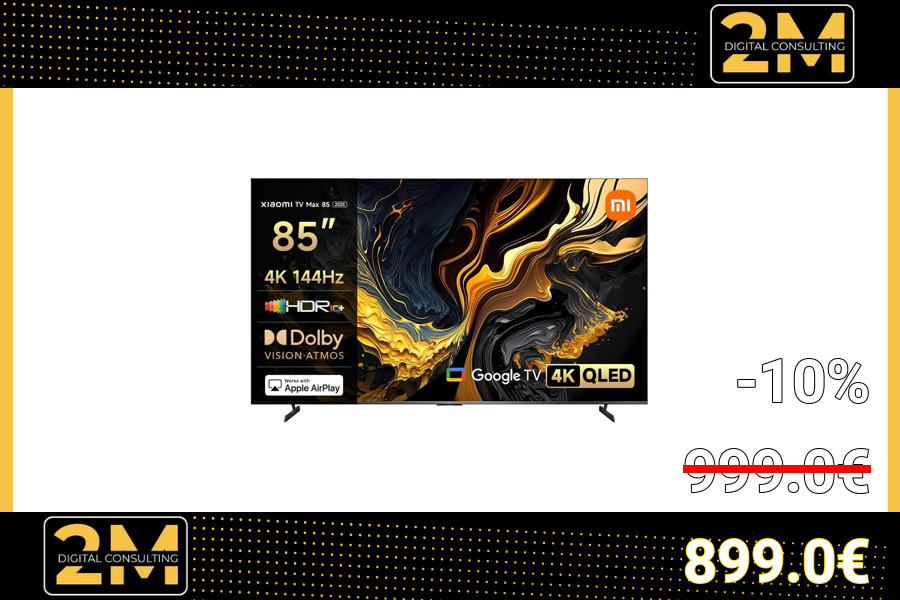 2M
DIGITAL CONSULTING
xiaomi TV Max 85 2025
mi
85"
4K 144Hz
HDR10+
Dolby
VISION·ATMOS
Google TV 4K QLED
Works with
Apple AirPlay
-10%
999.0€
2M
DIGITAL CONSULTING
899.0€